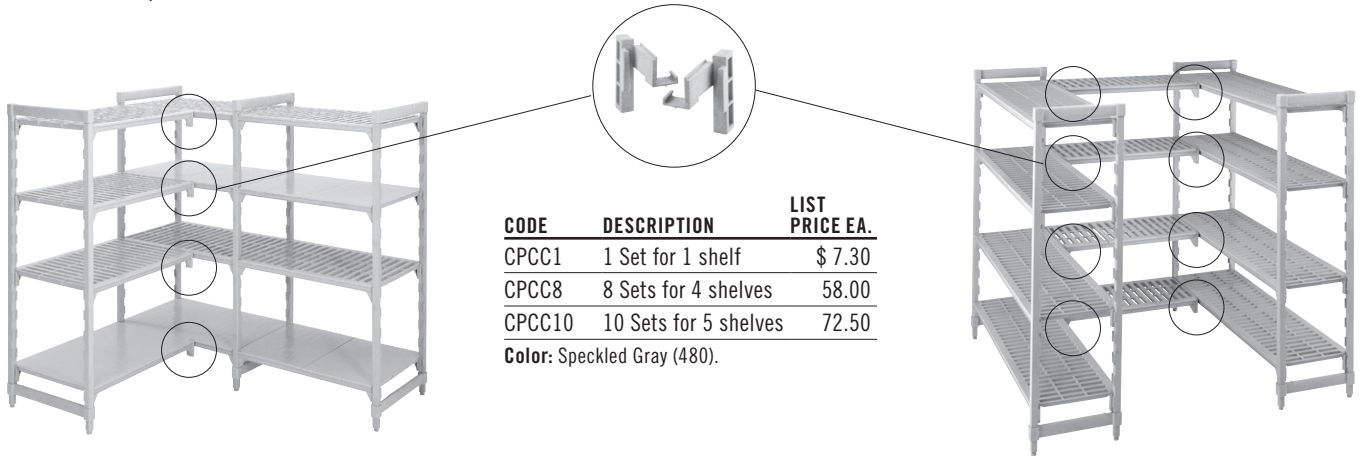 CODE DESCRIPTION LIST PRICE EA.
CPCC1 1 Set for 1 shelf $ 7.30
CPCC8 8 Sets for 4 shelves 58.00
CPCC10 10 Sets for 5 shelves 72.50
Color: Speckled Gray (480).